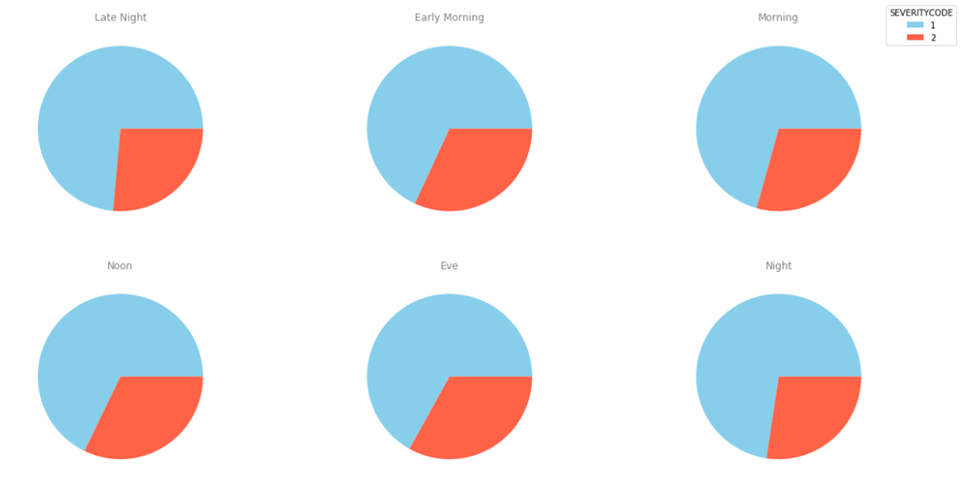 Late Night
Early Morning
Morning
SEVERITYCODE
1
2
Noon
Eve
Night